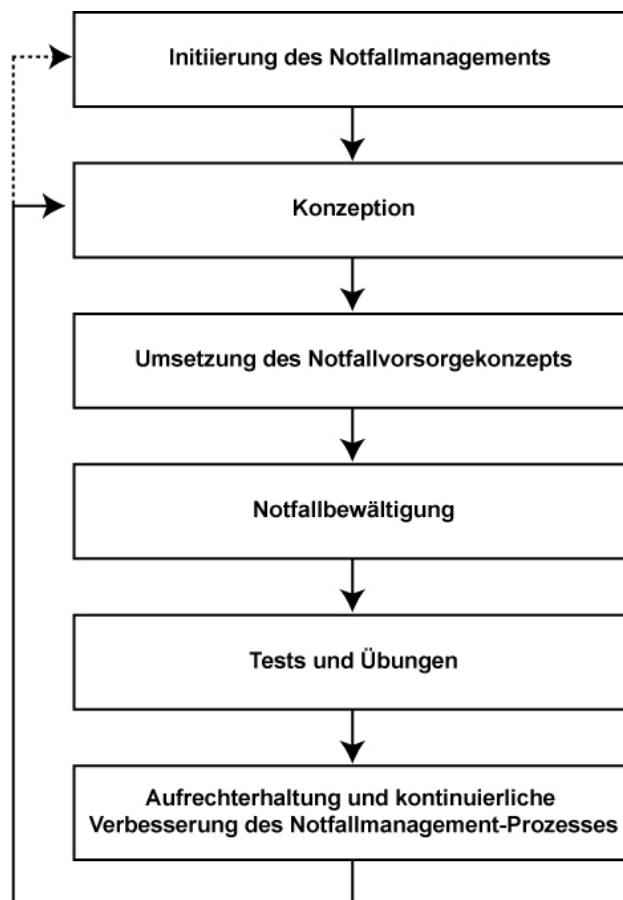 Initiierung des Notfallmanagements
Konzeption
Umsetzung des Notfallvorsorgekonzepts
Notfallbewältigung
Tests und Übungen
Aufrechterhaltung und kontinuierliche
Verbesserung des Notfallmanagement-Prozesses